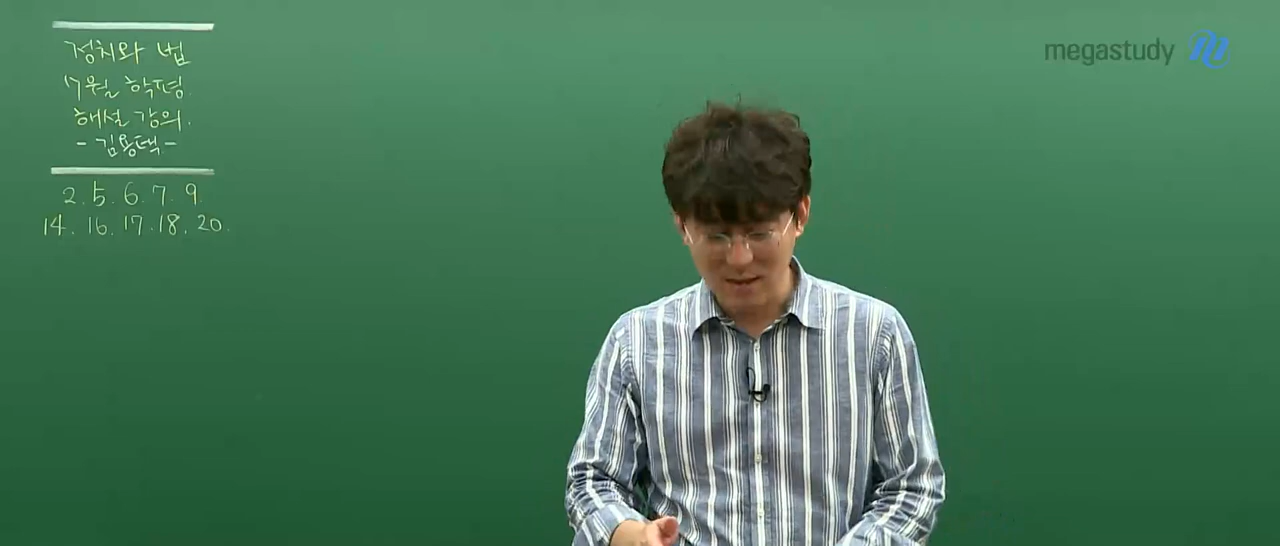 정치와 법
7월 학평.
해설 강의.
- 김용택 -
2. 5. 6. 7. 9.
14. 16. 17. 18. 20.
megastudy